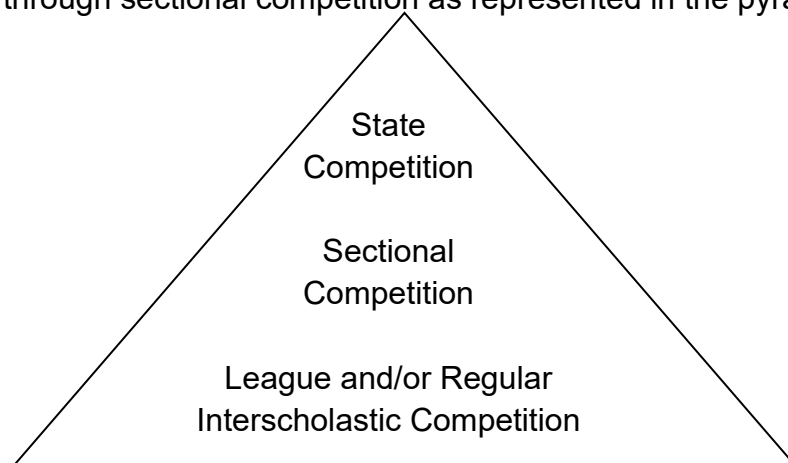 through sectional competition as represented in the
State
Competition
Sectional
Competition
League and/or Regular
Interscholastic Competition